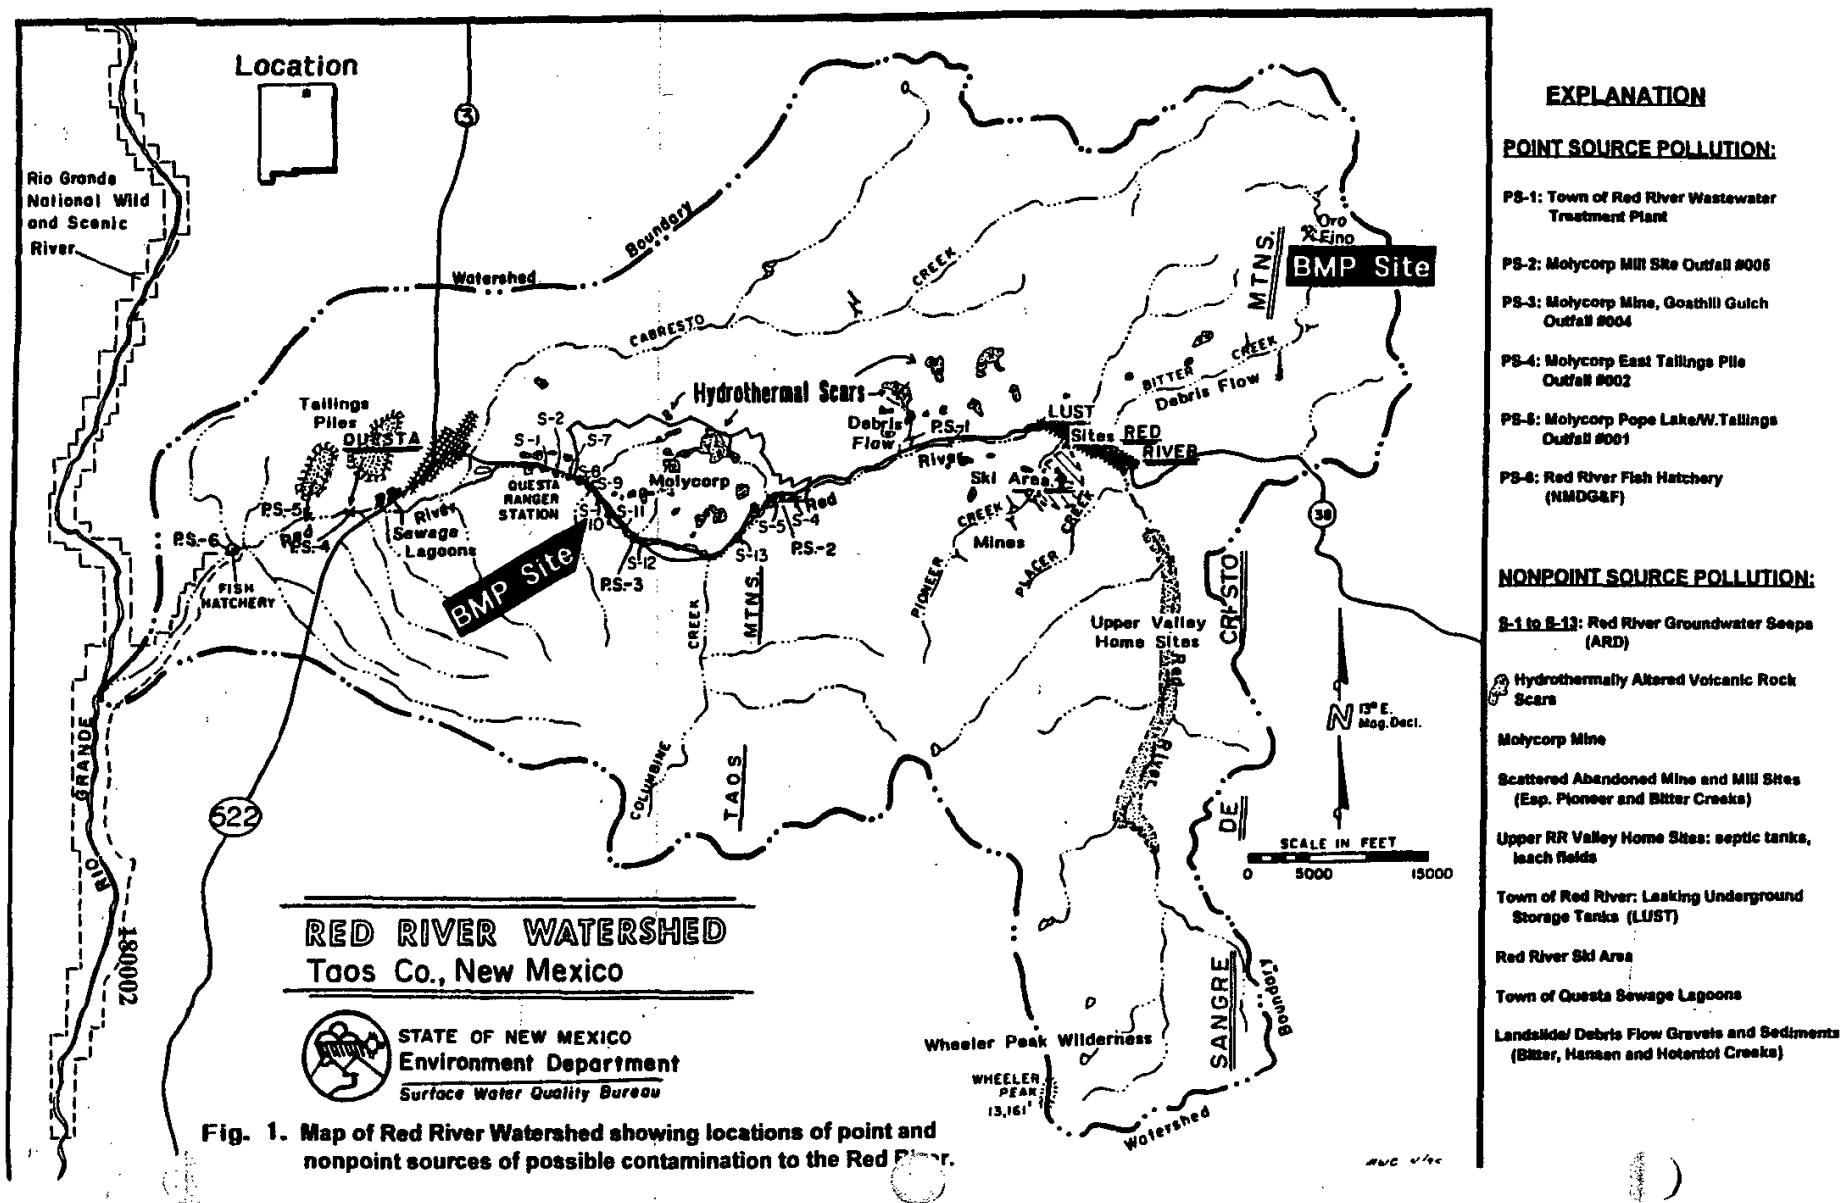 Location
3
Rio Grande
National Wild
and Scenic
River
Watershed
Boundary
CABRESTO
CREEK
MTNS.
Oro
Fino
BMP Site
Hydrothermal Scars
BITTER
CREEK
Debris Flow
Tailings
Piles
QUESTA
S-1
S-2
S-7
S-8
S-9
S-11
S-
10
Molycorp
Debris
Flow
P.S.-1
River
LUST
Sites
RED
RIVER
Ski Area
QUESTA
RANGER
STATION
River
Sewage
Lagoons
P.S.-5
Red
P.S.-4
P.S.-6
FISH
HATCHERY
BMP Site
S-12
P.S.-3
S-13
S-5
S-4
P.S.-2
Red
CREEK
Mines
PIONEER
PLACER
CREEK
38
CREEK
MTNS.
COLUMBINE
TAOS
Upper Valley
Home Sites
Red
River
CRISTO
DE
SANGRE
N
13° E.
Mag. Decl.
SCALE IN FEET
0 5000 15000
522
RIO
GRANDE
180002
Boundary
Wheeler Peak Wilderness
WHEELER
PEAK
13,161'
Watershed
RED RIVER WATERSHED
Taos Co., New Mexico
STATE OF NEW MEXICO
Environment Department
Surface Water Quality Bureau
Fig. 1. Map of Red River Watershed showing locations of point and
nonpoint sources of possible contamination to the Red River.
EXPLANATION
POINT SOURCE POLLUTION:
PS-1: Town of Red River Wastewater
Treatment Plant
PS-2: Molycorp Mill Site Outfall #005
PS-3: Molycorp Mine, Goathill Gulch
Outfall #004
PS-4: Molycorp East Tailings Pile
Outfall #002
PS-5: Molycorp Pope Lake/W.Tailings
Outfall #001
PS-6: Red River Fish Hatchery
(NMDG&F)
NONPOINT SOURCE POLLUTION:
S-1 to S-13: Red River Groundwater Seeps
(ARD)
Hydrothermally Altered Volcanic Rock
Scars
Molycorp Mine
Scattered Abandoned Mine and Mill Sites
(Esp. Pioneer and Bitter Creeks)
Upper RR Valley Home Sites: septic tanks,
leach fields
Town of Red River: Leaking Underground
Storage Tanks (LUST)
Red River Ski Area
Town of Questa Sewage Lagoons
Landslide/ Debris Flow Gravels and Sediments
(Bitter, Hansen and Hotentot Creeks)